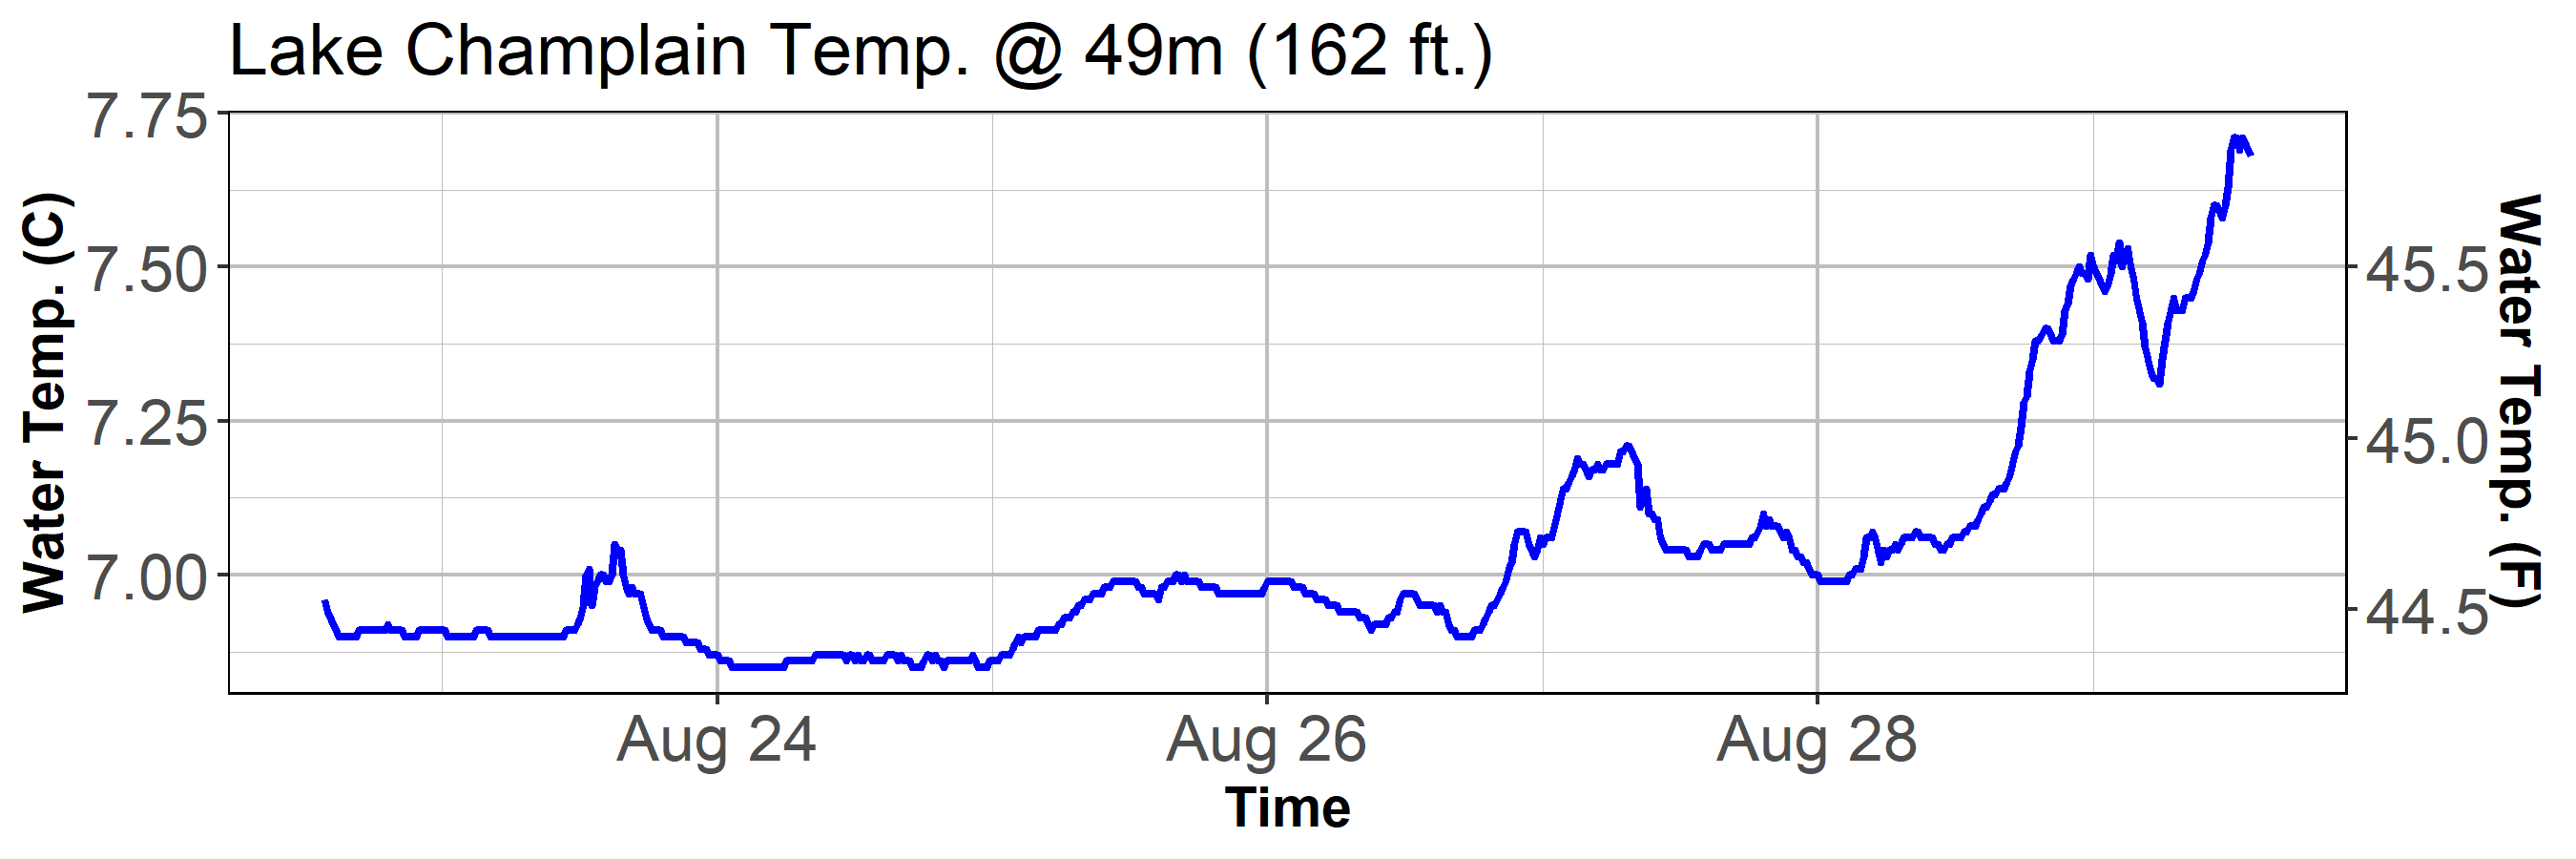 Lake Champlain Temp. @ 49m (162 ft.)
Water Temp. (C)
7.75
7.50
7.25
7.00
45.5
45.0
44.5
Water Temp. (F)
Aug 24
Aug 26
Aug 28
Time